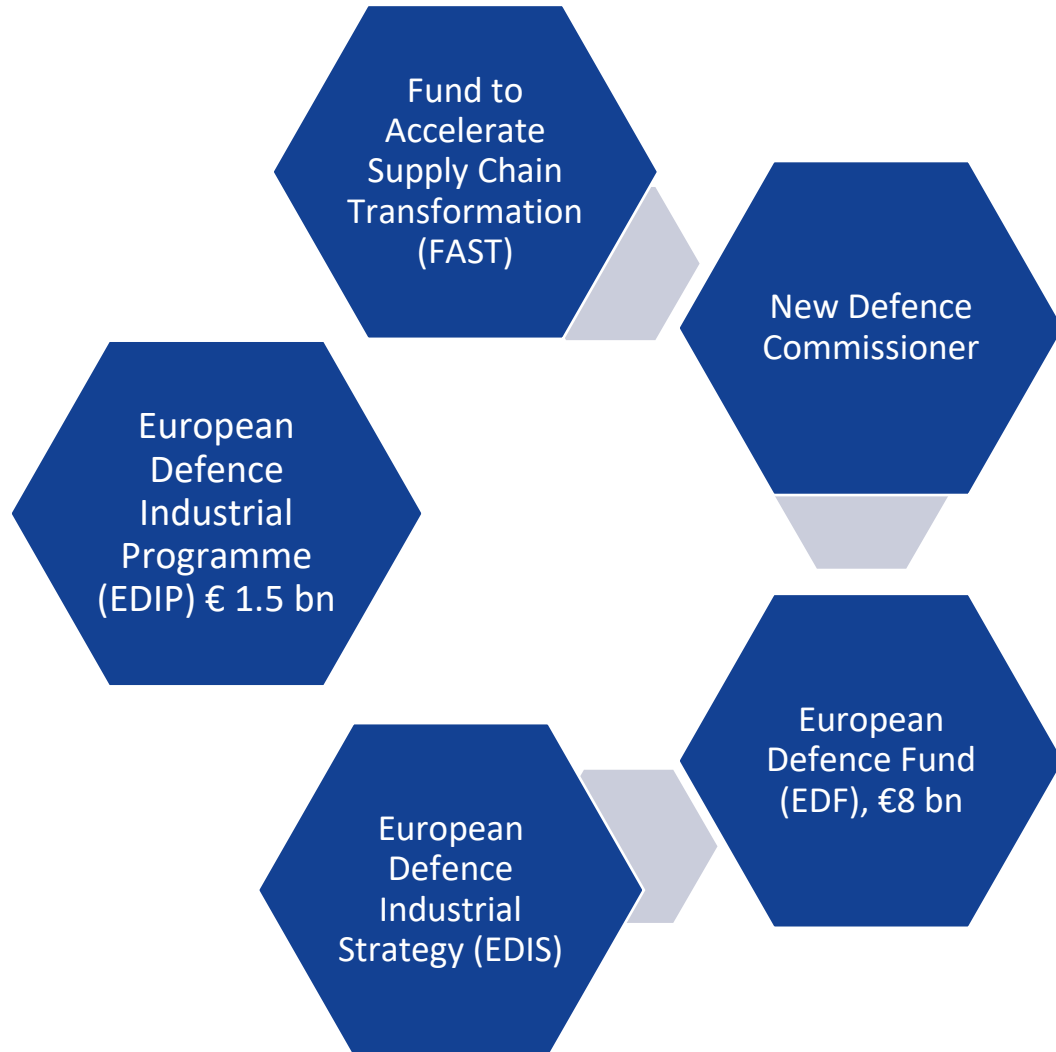 Fund to
Accelerate
Supply Chain
Transformation
(FAST)
New Defence
Commissioner
European
Defence
Industrial
Programme
(EDIP) € 1.5 bn
European
Defence Fund
(EDF), €8 bn
European
Defence
Industrial
Strategy (EDIS)